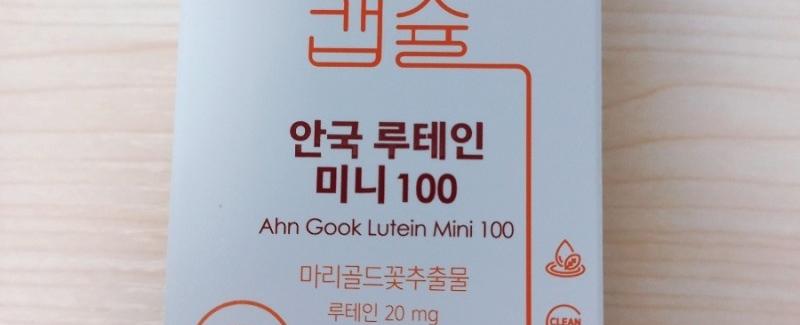 캡슐
안국 루테인
미니 100
Ahn Gook Lutein Mini 100
마리골드꽃추출물
루테인 20 mg
CLEAN